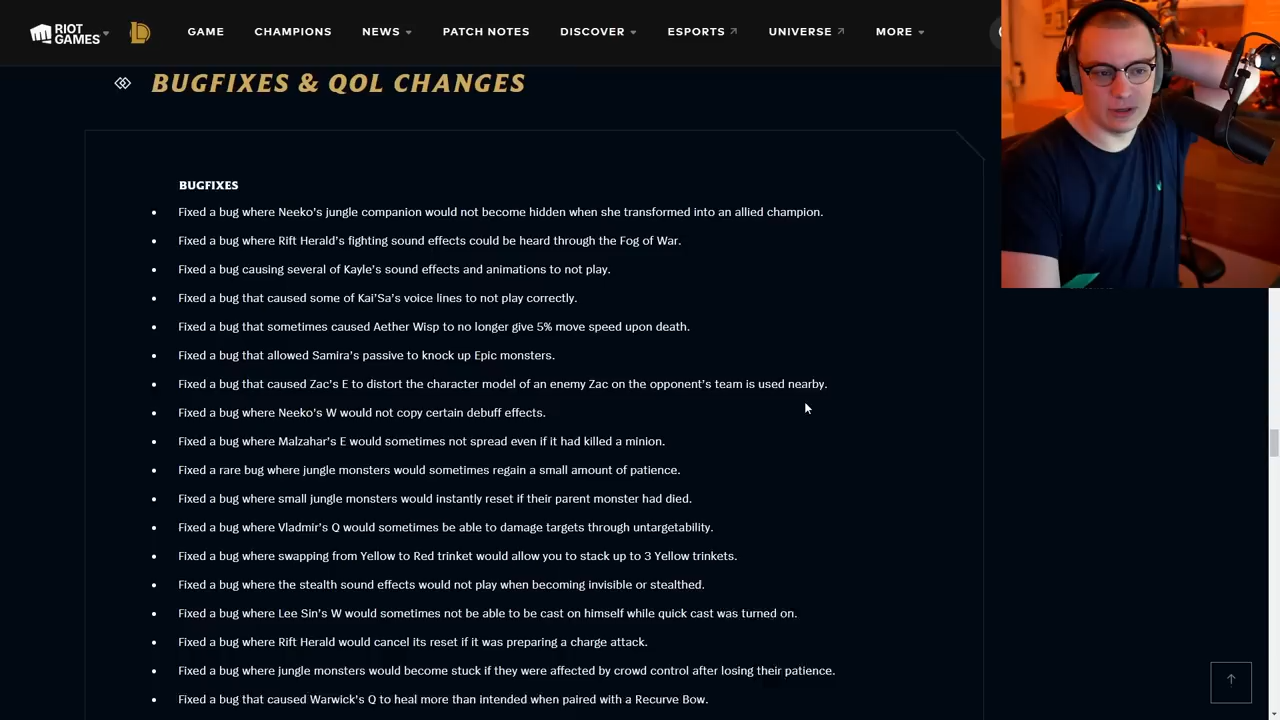 RIOT GAMES
GAME
CHAMPIONS
NEWS
PATCH NOTES
DISCOVER
ESPORTS
UNIVERSE
MORE
BUGFIXES & QOL CHANGES
BUGFIXES
Fixed a bug where Neeko's jungle companion would not become hidden when she transformed into an allied champion.
Fixed a bug where Rift Herald's fighting sound effects could be heard through the Fog of War.
Fixed a bug causing several of Kayle's sound effects and animations to not play.
Fixed a bug that caused some of Kai'Sa's voice lines to not play correctly.
Fixed a bug that sometimes caused Aether Wisp to no longer give 5% move speed upon death.
Fixed a bug that allowed Samira's passive to knock up Epic monsters.
Fixed a bug that caused Zac's E to distort the character model of an enemy Zac on the opponent's team is used nearby.
Fixed a bug where Neeko's W would not copy certain debuff effects.
Fixed a bug where Malzahar's E would sometimes not spread even if it had killed a minion.
Fixed a rare bug where jungle monsters would sometimes regain a small amount of patience.
Fixed a bug where small jungle monsters would instantly reset if their parent monster had died.
Fixed a bug where Vladmir's Q would sometimes be able to damage targets through untargetability.
Fixed a bug where swapping from Yellow to Red trinket would allow you to stack up to 3 Yellow trinkets.
Fixed a bug where the stealth sound effects would not play when becoming invisible or stealthed.
Fixed a bug where Lee Sin's W would sometimes not be able to be cast on himself while quick cast was turned on.
Fixed a bug where Rift Herald would cancel its reset if it was preparing a charge attack.
Fixed a bug where jungle monsters would become stuck if they were affected by crowd control after losing their patience.
Fixed a bug that caused Warwick's Q to heal more than intended when paired with a Recurve Bow.